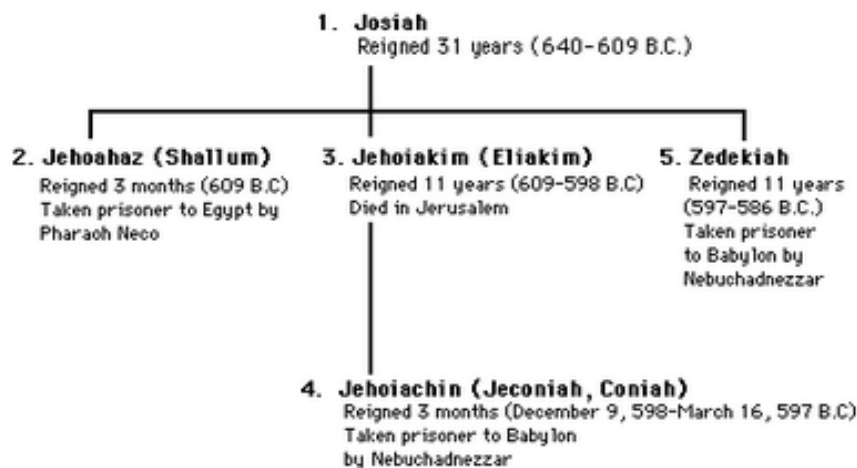 1. Josiah
Reigned 31 years (640-609 B.C.)
2. Jehoahaz (Shallum)
Reigned 3 months (609 B.C)
Taken prisoner to Egypt by
Pharaoh Neco
3. Jehoiakim (Eliakim)
Reigned 11 years (609-598 B.C)
Died in Jerusalem
5. Zedekiah
Reigned 11 years
(597-586 B.C.)
Taken prisoner
to Babylon by
Nebuchadnezzar
4. Jehoiachin (Jeconiah, Coniah)
Reigned 3 months (December 9, 598-March 16, 597 B.C)
Taken prisoner to Babylon
by Nebuchadnezzar